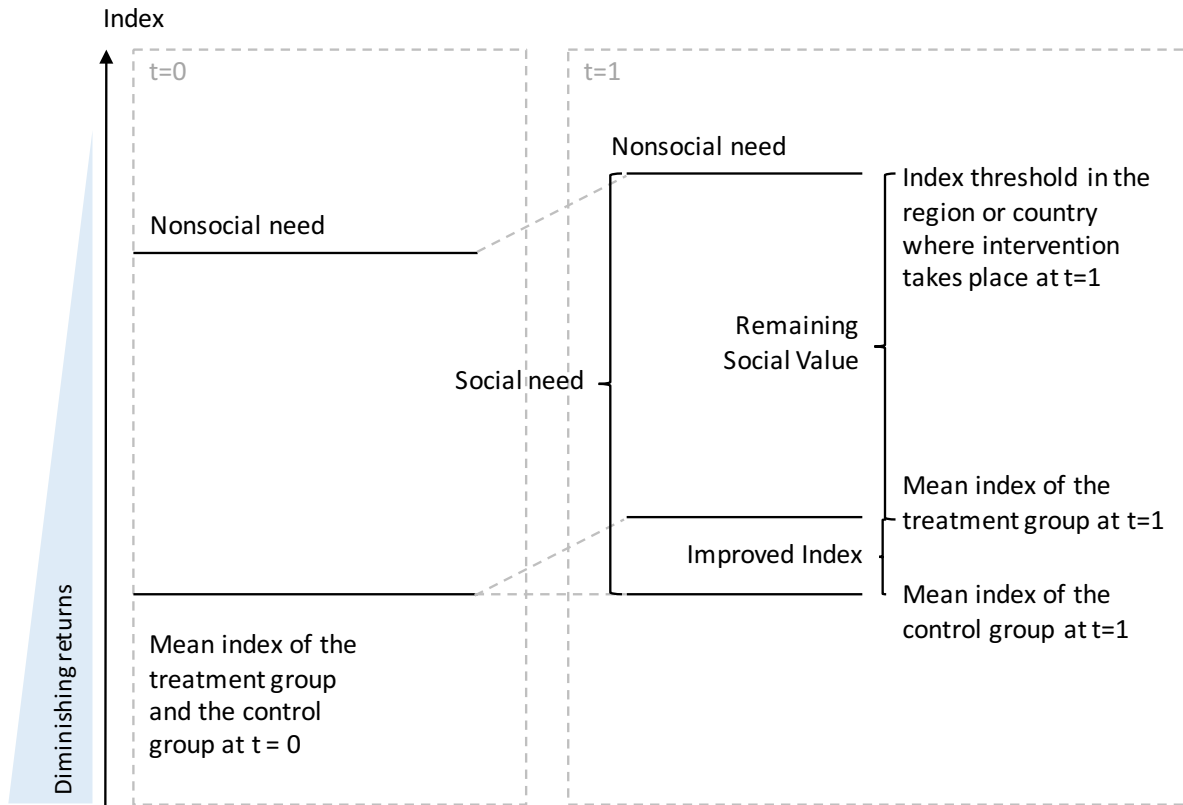 Index
t=0
t=1
Nonsocial need
Nonsocial need
Index threshold in the
region or country
where intervention
takes place at t=1
Remaining
Social Value
Social need
Mean index of the
treatment group at t=1
Improved Index
Mean index of the
control group at t=1
Mean index of the
treatment group
and the control
group at t = 0
Diminishing returns